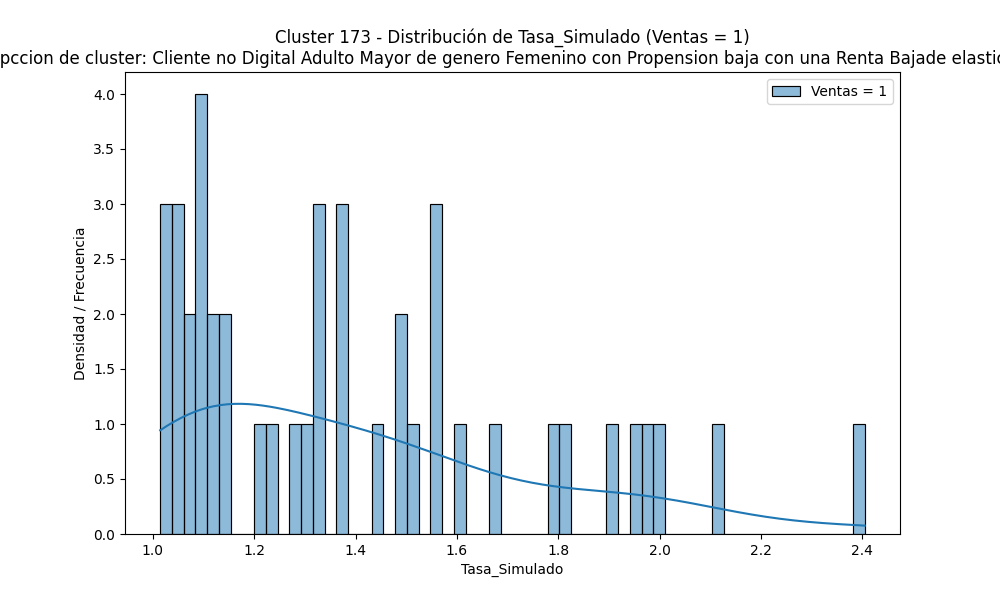 Cluster 173 - Distribución de Tasa_Simulado (Ventas = 1)
pccion de cluster: Cliente no Digital Adulto Mayor de genero Femenino con Propension baja con una Renta Bajade elastic
Ventas = 1
Densidad / Frecuencia
4.0
3.5
3.0
2.5
2.0
1.5
1.0
0.5
0.0
1.0 1.2 1.4 1.6 1.8 2.0 2.2 2.4
Tasa_Simulado